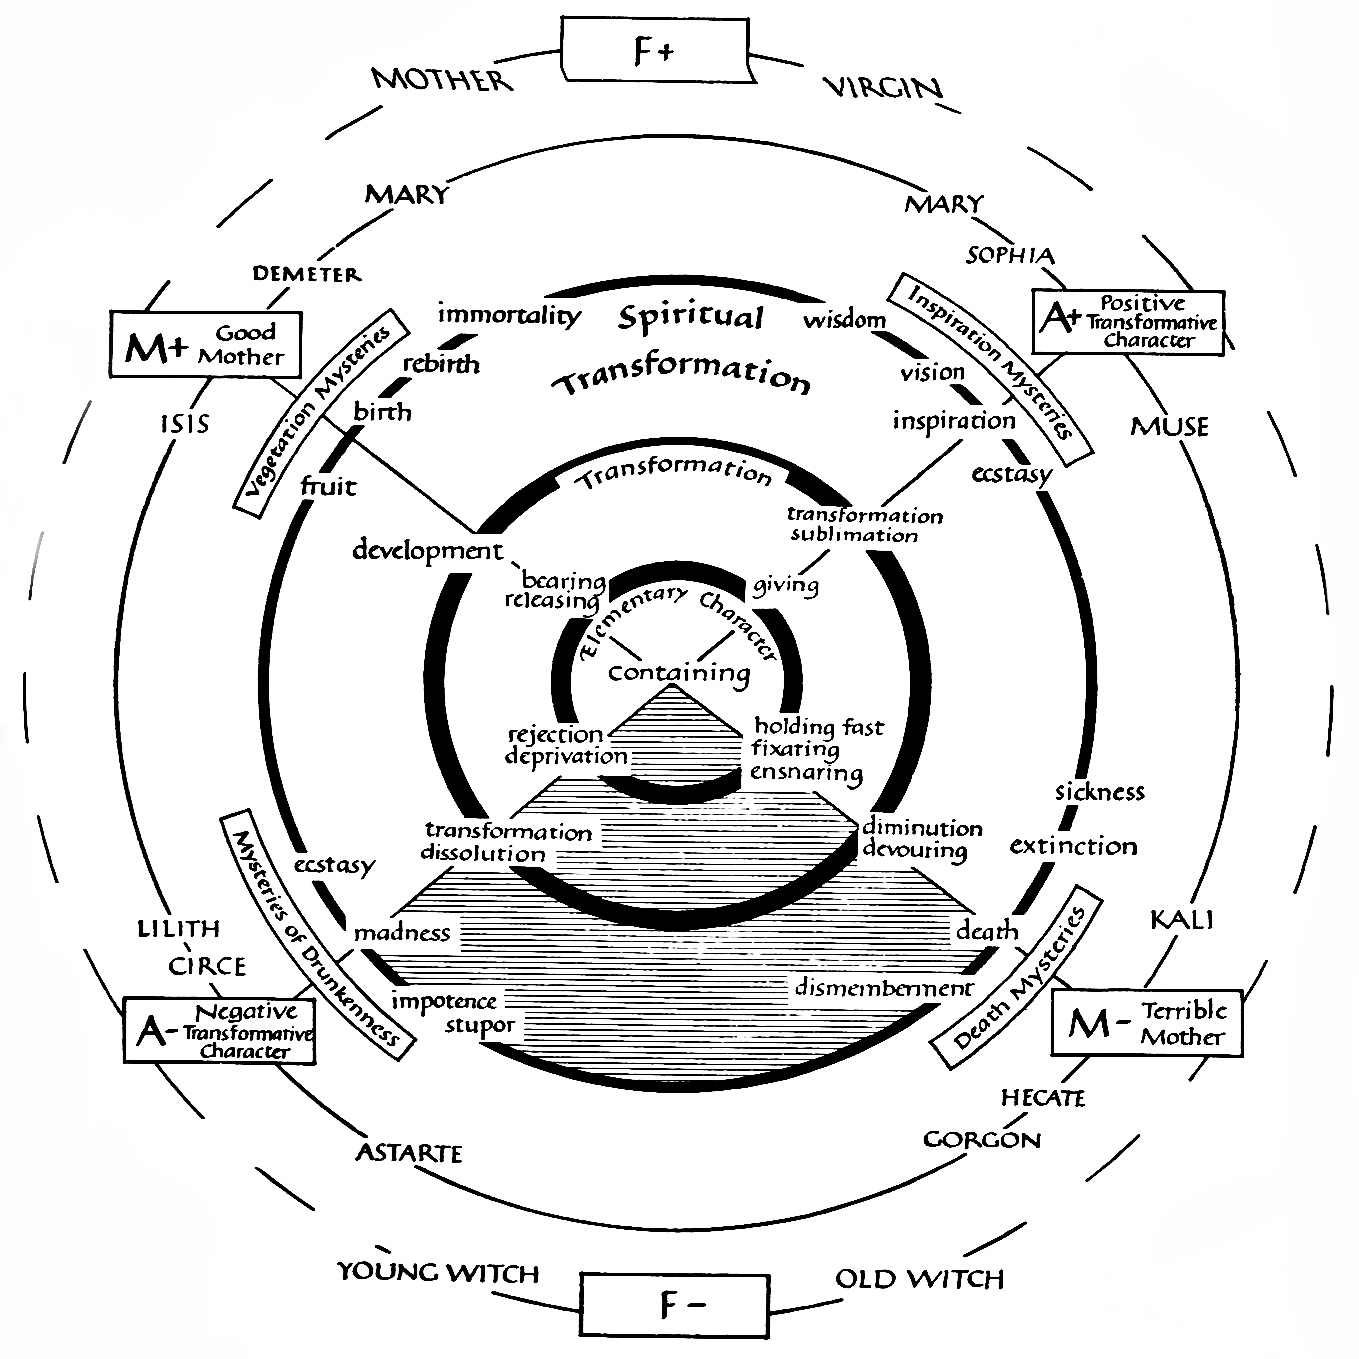 F+
MOTHER
VIRGIN
MARY
MARY
SOPHIA
DEMETER
M+ Good
Mother
A+ Positive
Transformative
Character
Vegetation Mysteries
Inspiration Mysteries
immortality
Spiritual
wisdom
rebirth
Transformation
vision
birth
inspiration
ISIS
MUSE
fruit
ecstasy
Transformation
transformation
sublimation
development
bearing
releasing
giving
Elementary Character
containing
rejection
deprivation
holding fast
fixating
ensnaring
sickness
transformation
dissolution
diminution
devouring
extinction
ecstasy
Mysteries of Drunkenness
Death Mysteries
LILITH
CIRCE
madness
death
KALI
impotence
stupor
dismemberment
A- Negative
Transformative
Character
M- Terrible
Mother
HECATE
GORGON
ASTARTE
YOUNG WITCH
OLD WITCH
F-